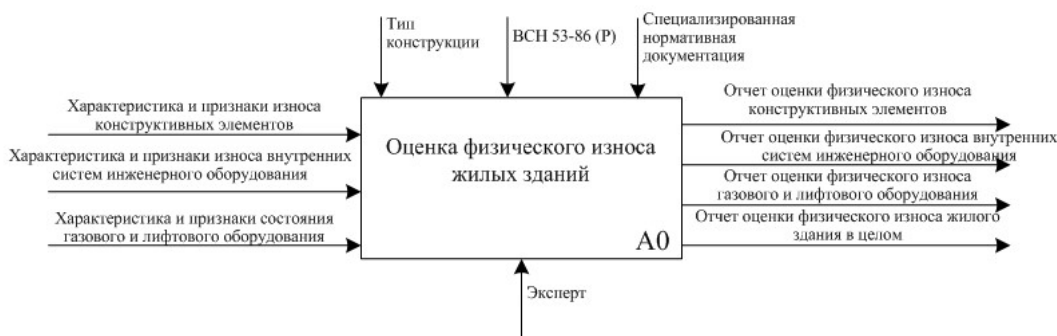 Тип
конструкции
ВСН 53-86 (Р)
Специализированная
нормативная
документация
Характеристика и признаки износа
конструктивных элементов
Характеристика и признаки износа внутренних
систем инженерного оборудования
Характеристика и признаки состояния
газового и лифтового оборудования
Оценка физического износа
жилых зданий
А0
Отчет оценки физического износа
конструктивных элементов
Отчет оценки физического износа внутренних
систем инженерного оборудования
Отчет оценки физического износа
газового и лифтового оборудования
Отчет оценки физического износа жилого
здания в целом
Эксперт